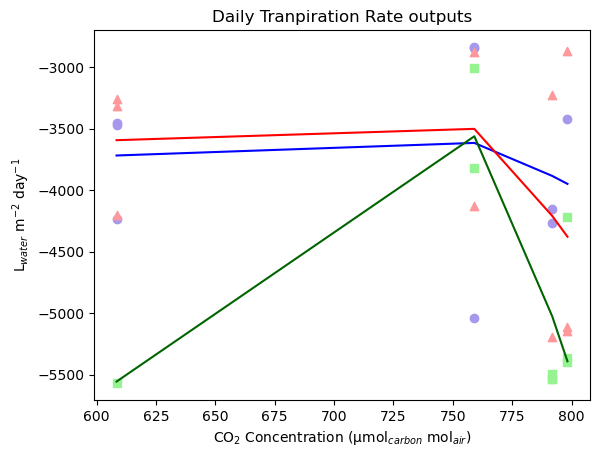 Daily Tranpiration Rate outputs
−3000
−3500
−4000
−4500
−5000
−5500
L_water m⁻² day⁻¹
600 625 650 675 700 725 750 775 800
CO₂ Concentration (μmol_carbon mol_air)